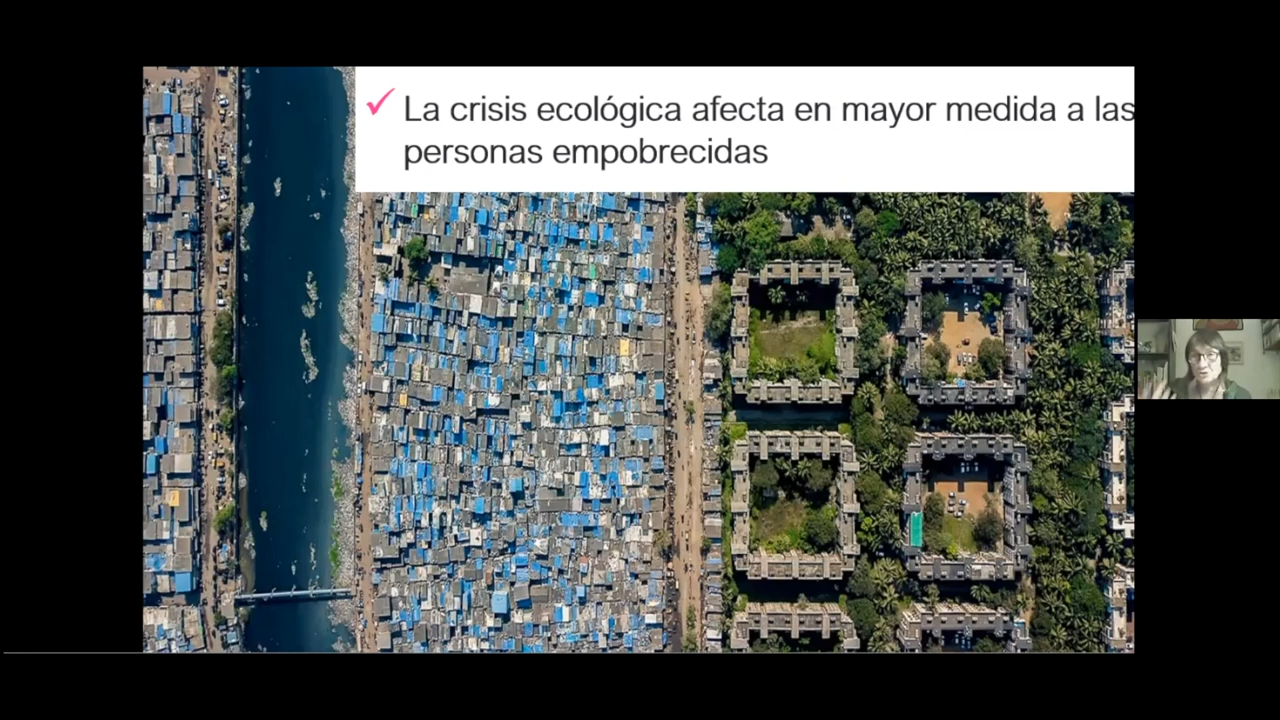 La crisis ecológica afecta en mayor medida a las
personas empobrecidas